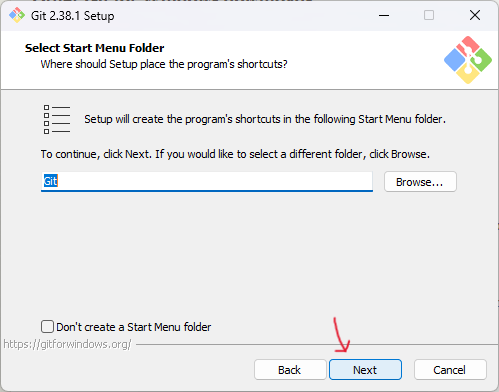 Git 2.38.1 Setup
Select Start Menu Folder
Where should Setup place the program's shortcuts?
Setup will create the program's shortcuts in the following Start Menu folder.
To continue, click Next. If you would like to select a different folder, click Browse.
Git
Browse...
Don't create a Start Menu folder
https://gitforwindows.org/
Back
Next
Cancel